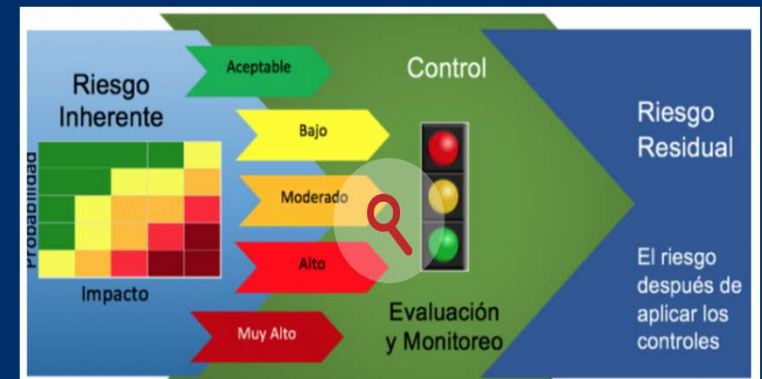 Riesgo
Inherente
Probabilidad
Impacto
Aceptable
Bajo
Moderado
Alto
Muy Alto
Control
Evaluación
y Monitoreo
Riesgo
Residual
El riesgo
después de
aplicar los
controles